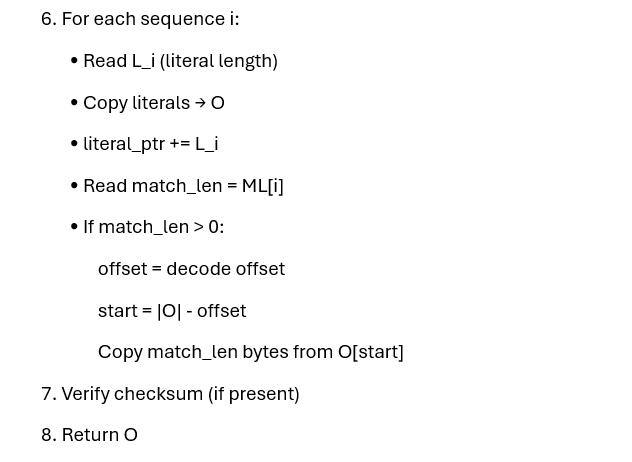 6. For each sequence i:
• Read L_i (literal length)
• Copy literals → O
• literal_ptr += L_i
• Read match_len = ML[i]
• If match_len > 0:
offset = decode offset
start = |O| - offset
Copy match_len bytes from O[start]
7. Verify checksum (if present)
8. Return O